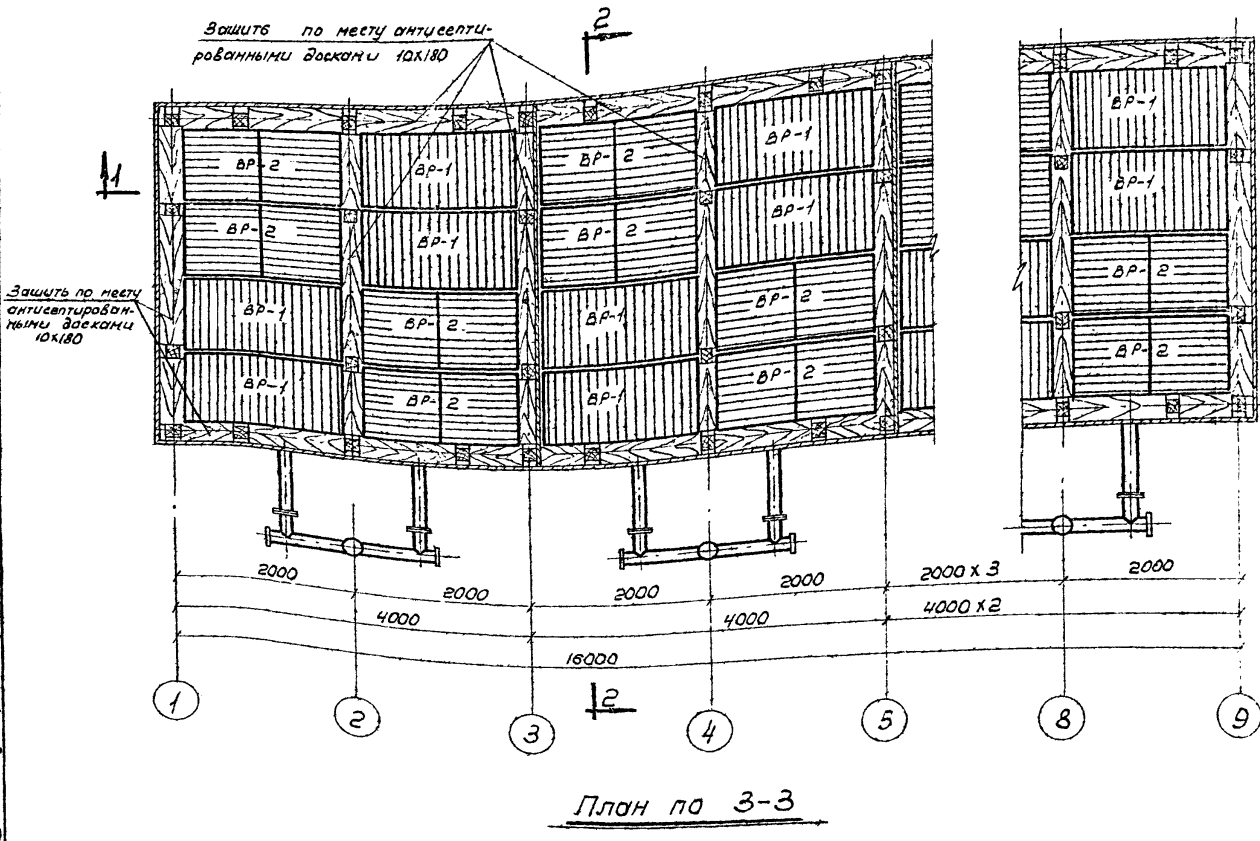 Зашить по месту антисепти-
рованными досками 10х180
2
1
ВР-2
ВР-1
ВР-2
ВР-1
ВР-1
ВР-2
ВР-1
ВР-2
ВР-1
ВР-1
Зашить по месту
антисептирован-
ными досками
10х180
ВР-1
ВР-2
ВР-1
ВР-2
ВР-2
ВР-1
ВР-2
ВР-1
ВР-2
ВР-2
2000
2000
2000
2000
2000 х 3
2000
4000
4000
4000 х 2
16000
2
1
2
3
4
5
8
9
План по 3-3